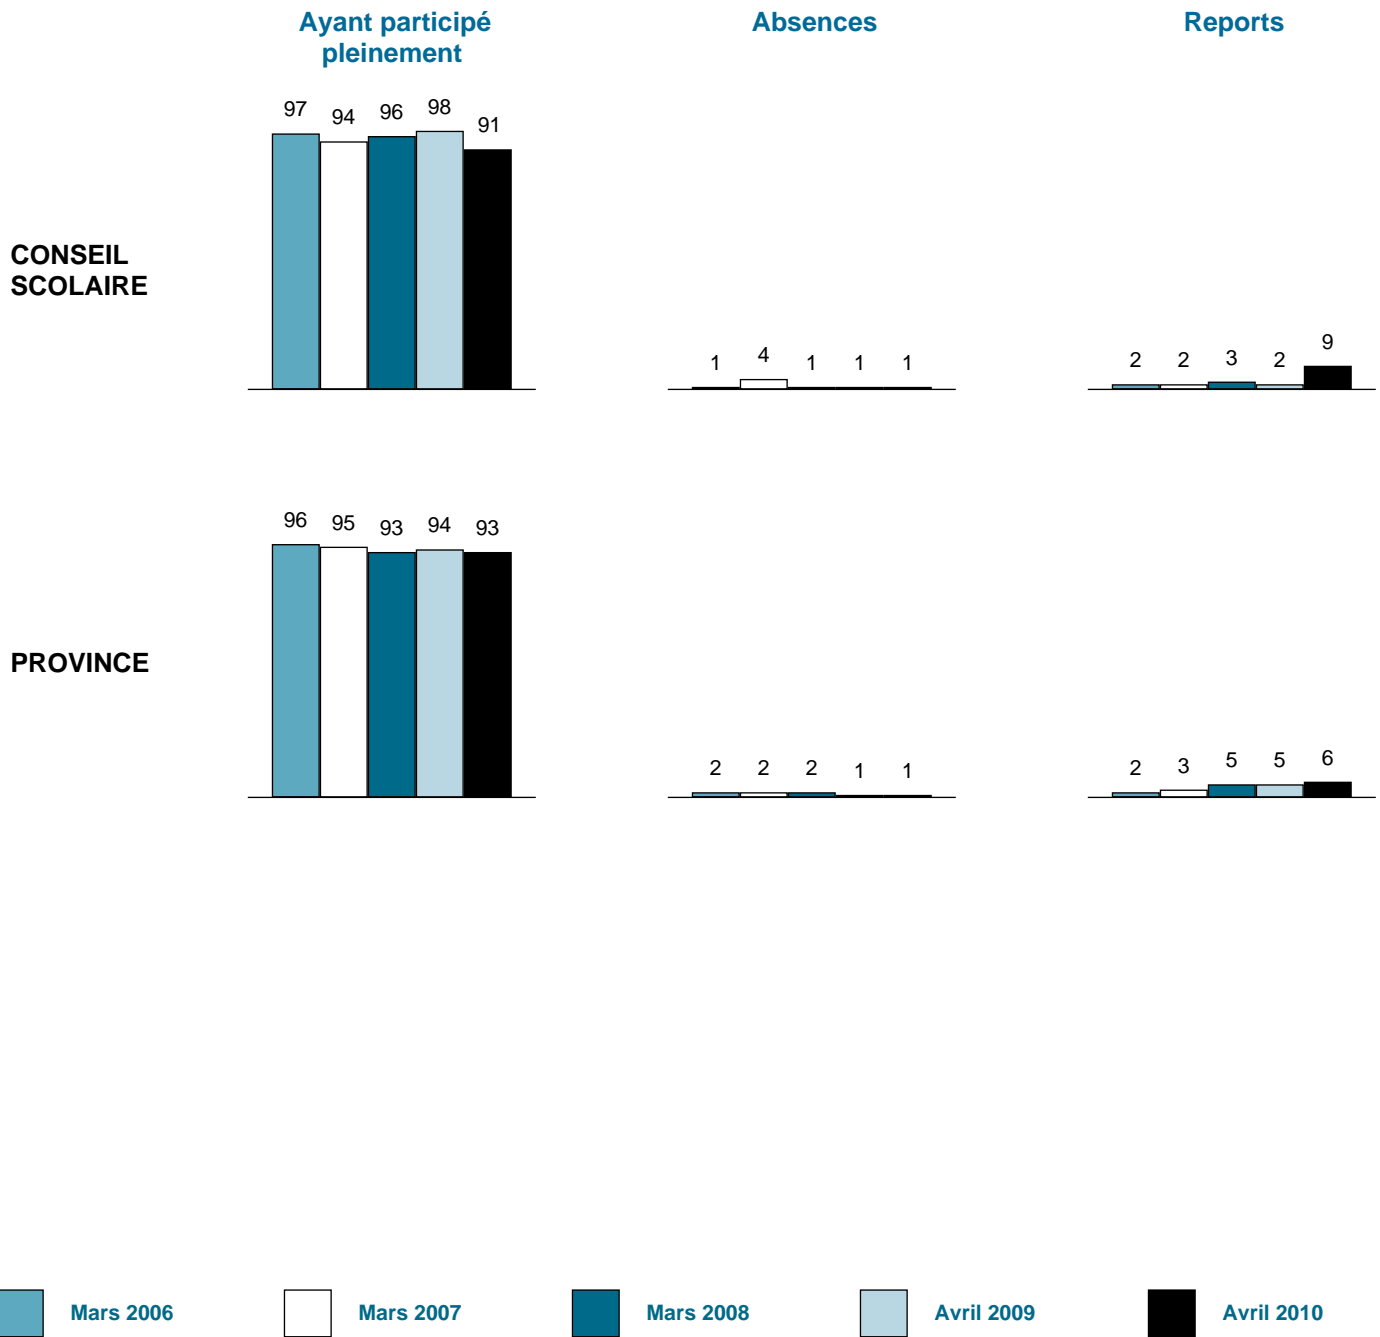 Ayant participé
pleinement
Absences
Reports
97 94 96 98 91
CONSEIL
SCOLAIRE
1 4 1 1 1
2 2 3 2 9
96 95 93 94 93
PROVINCE
2 2 2 1 1
2 3 5 5 6
Mars 2006
Mars 2007
Mars 2008
Avril 2009
Avril 2010